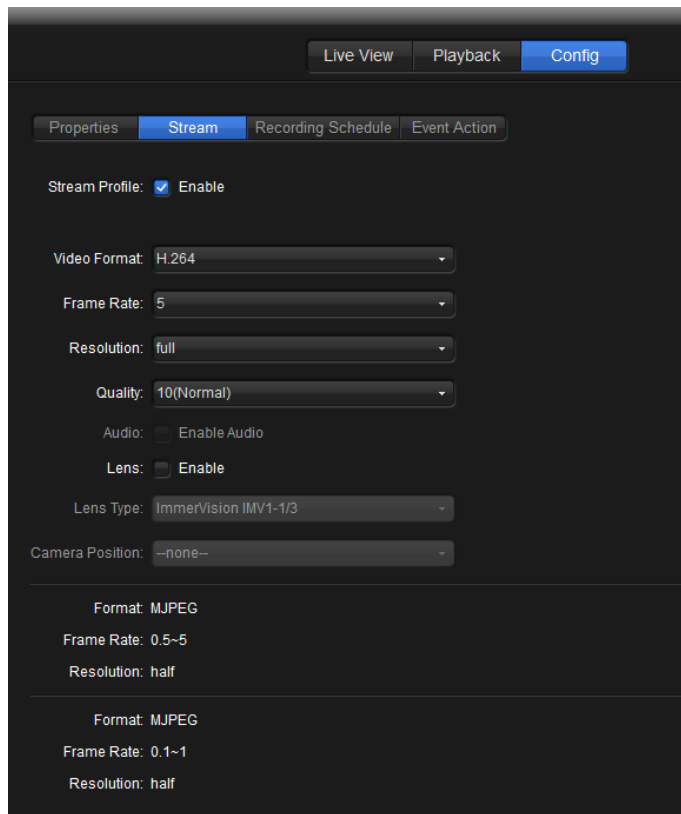 Live View Playback Config
Properties Stream Recording Schedule Event Action
Stream Profile: Enable
Video Format: H.264
Frame Rate: 5
Resolution: full
Quality: 10(Normal)
Audio: Enable Audio
Lens: Enable
Lens Type: ImmerVision IMV1-1/3
Camera Position: --none--
Format: MJPEG
Frame Rate: 0.5~5
Resolution: half
Format: MJPEG
Frame Rate: 0.1~1
Resolution: half